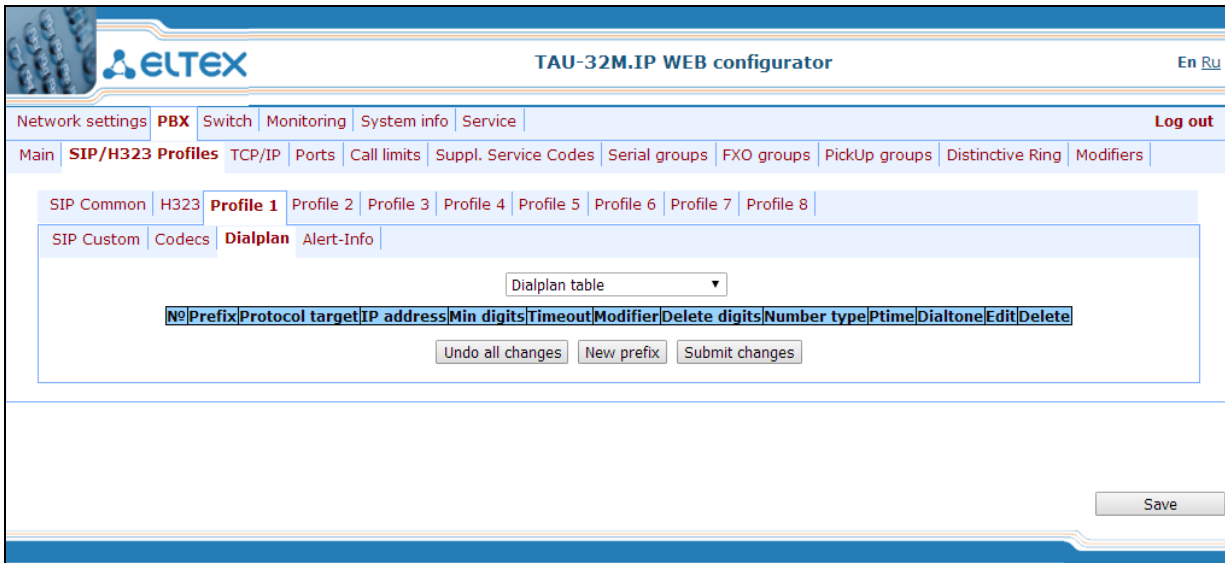 ELTEX
TAU-32M.IP WEB configurator
En Ru
Network settings PBX Switch Monitoring System info Service Log out
Main SIP/H323 Profiles TCP/IP Ports Call limits Suppl. Service Codes Serial groups FXO groups PickUp groups Distinctive Ring Modifiers
SIP Common H323 Profile 1 Profile 2 Profile 3 Profile 4 Profile 5 Profile 6 Profile 7 Profile 8
SIP Custom Codecs Dialplan Alert-Info
Dialplan table
№ Prefix Protocol target IP address Min digits Timeout Modifier Delete digits Number type Ptime Dialtone Edit Delete
Undo all changes New prefix Submit changes
Save